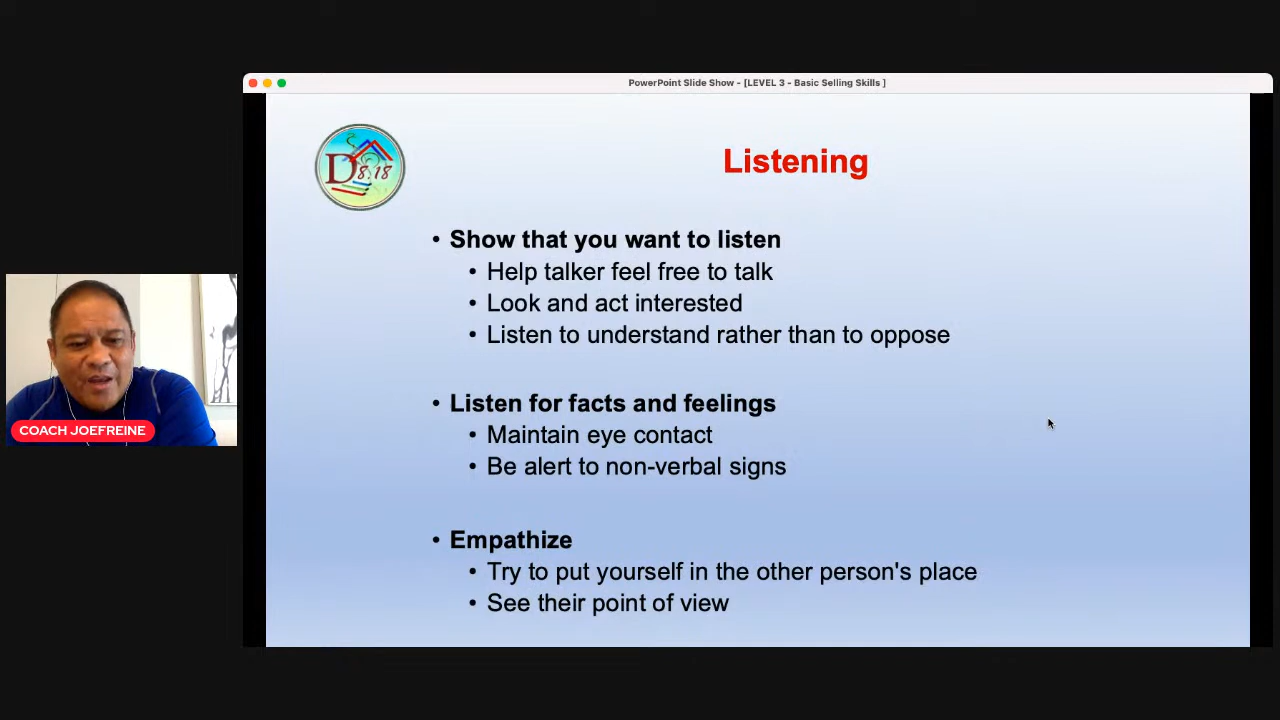 PowerPoint Slide Show - [LEVEL 3 - Basic Selling Skills ]
D 8.18
Listening
• Show that you want to listen
• Help talker feel free to talk
• Look and act interested
• Listen to understand rather than to oppose
• Listen for facts and feelings
• Maintain eye contact
• Be alert to non-verbal signs
• Empathize
• Try to put yourself in the other person's place
• See their point of view
COACH JOEFREINE